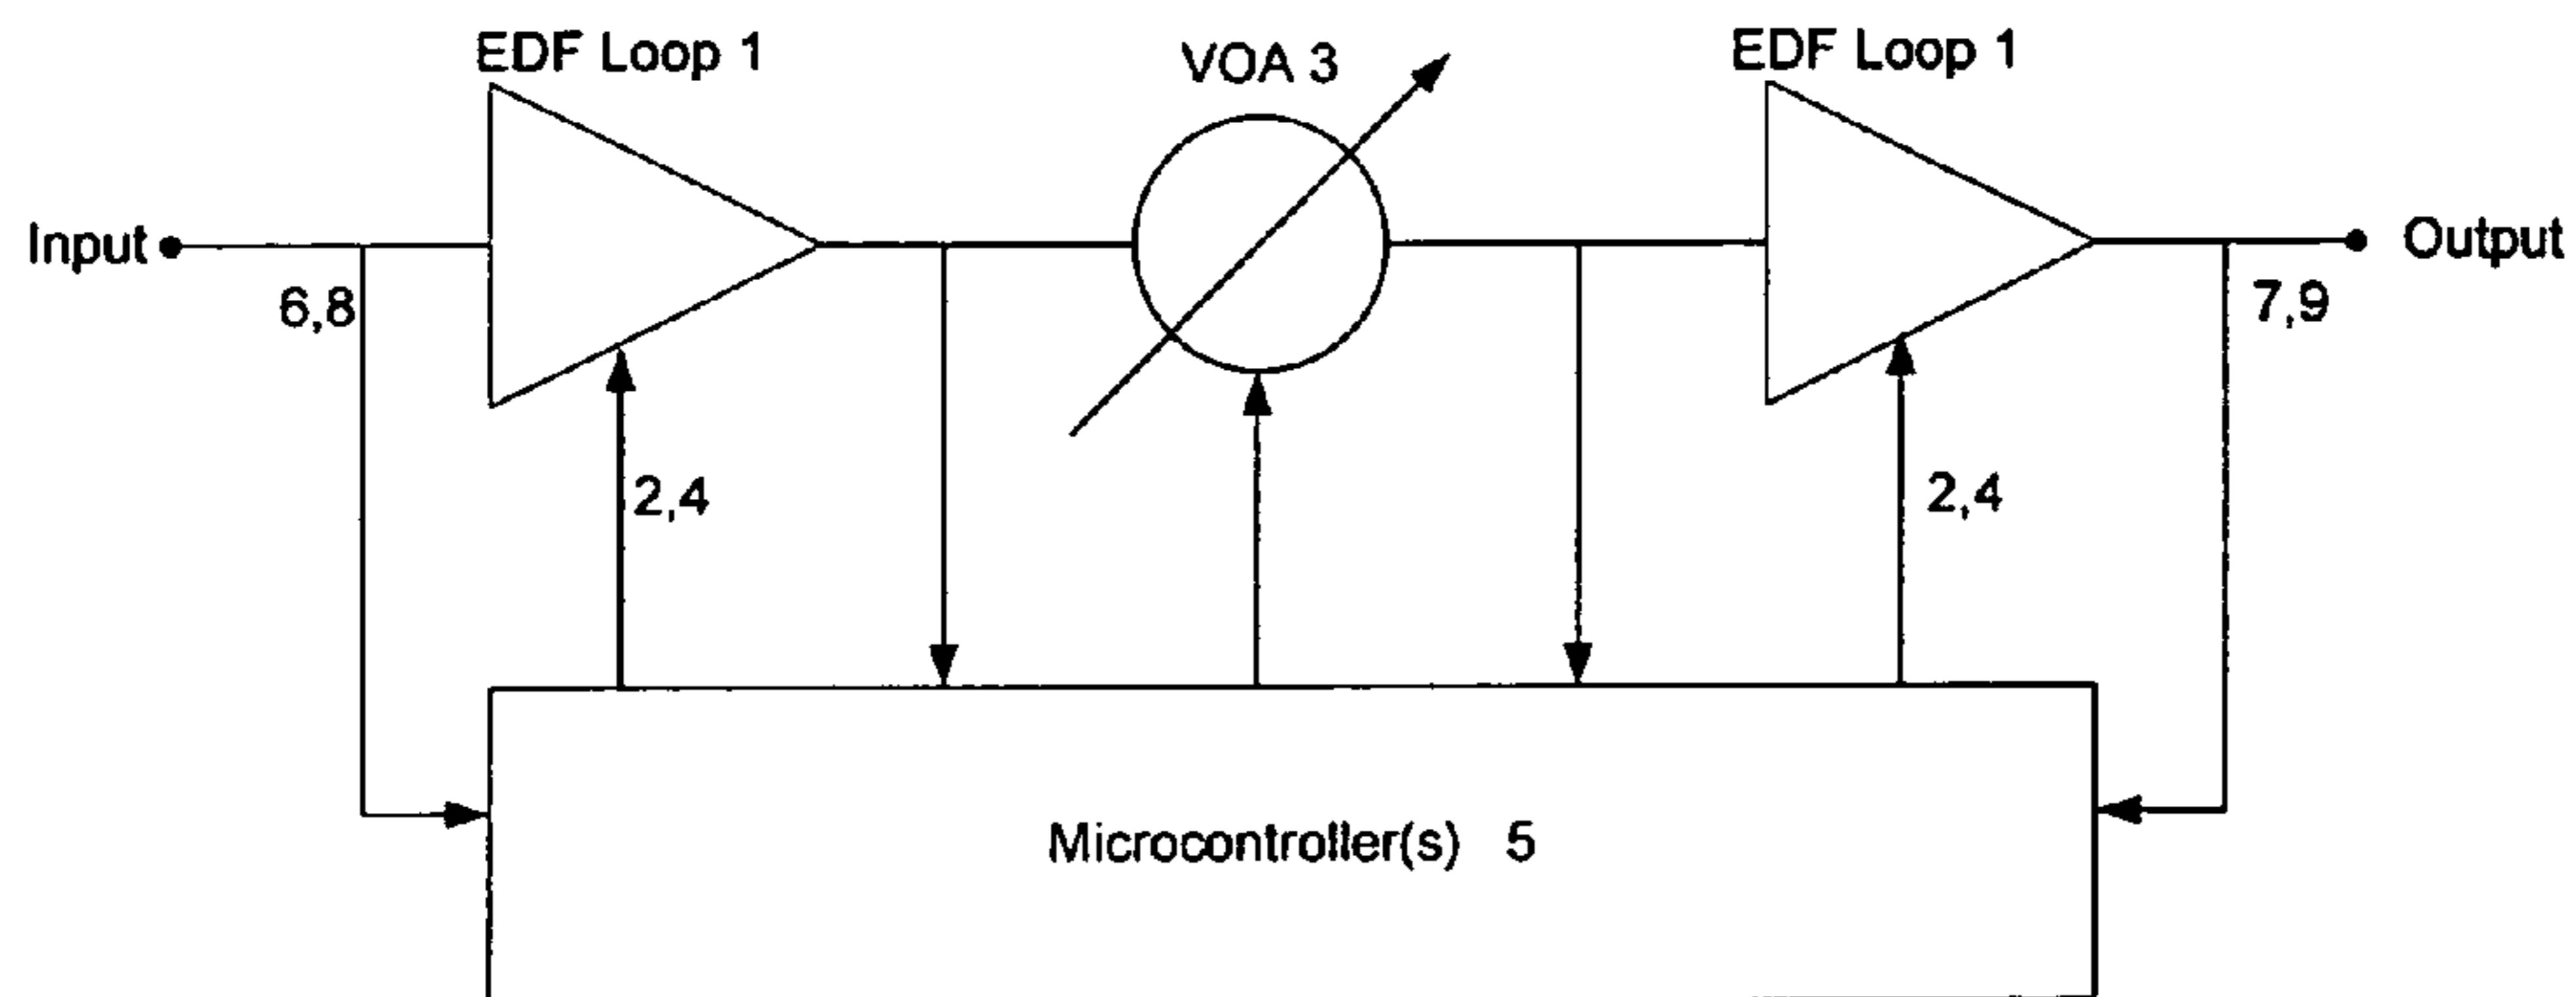 EDF Loop 1
VOA 3
EDF Loop 1
Input
Output
6,8
7,9
2,4
2,4
Microcontroller(s) 5